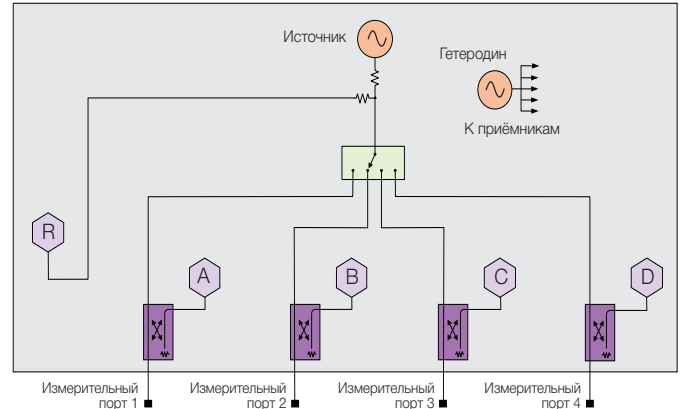 Источник
Гетеродин
К приёмникам
R
A
B
C
D
Измерительный
порт 1
Измерительный
порт 2
Измерительный
порт 3
Измерительный
порт 4